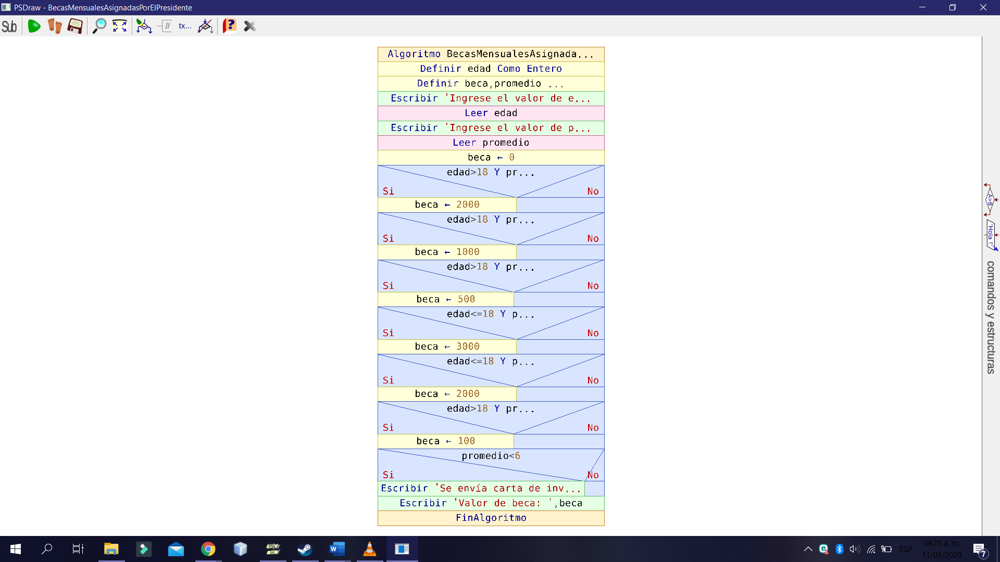 PSDraw - BecasMensualesAsignadasPorElPresidente
Sub
tx...
Algoritmo BecasMensualesAsignada...
Definir edad Como Entero
Definir beca,promedio ...
Escribir 'Ingrese el valor de e...
Leer edad
Escribir 'Ingrese el valor de p...
Leer promedio
beca ← 0
edad>18 Y pr...
Si No
beca ← 2000
edad>18 Y pr...
Si No
beca ← 1000
edad>18 Y pr...
Si No
beca ← 500
edad<=18 Y p...
Si No
beca ← 3000
edad<=18 Y p...
Si No
beca ← 2000
edad>18 Y pr...
Si No
beca ← 100
promedio<6
Si No
Escribir 'Se envía carta de inv...
Escribir 'Valor de beca: ',beca
FinAlgoritmo
A>B
'Hola !'
comandos y estructuras
ESP
04:25 a. m.
11/05/2020
7